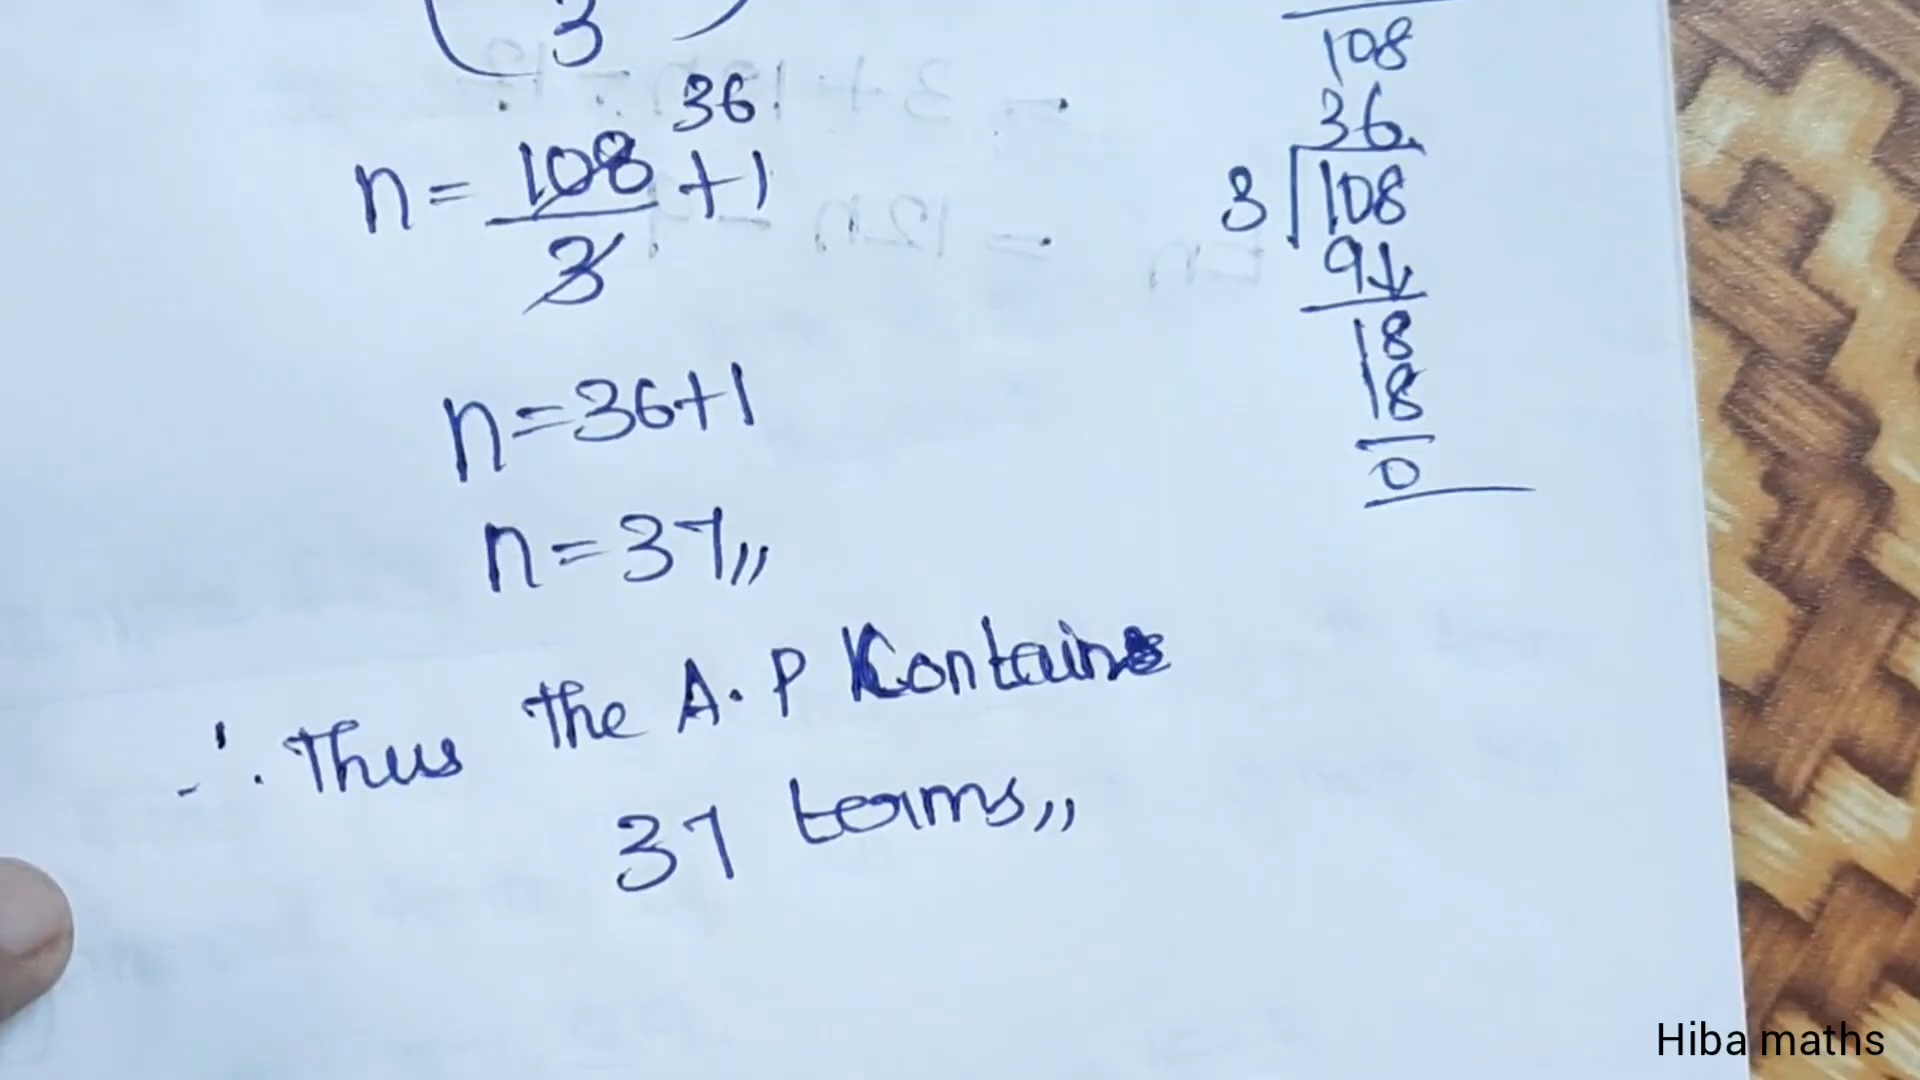 3
36
n = 108/3 + 1
n = 36+1
n = 37,,
∴ Thus the A.P Contains
37 terms,,
108
36
3 108
9↓
18
18
0
Hiba maths